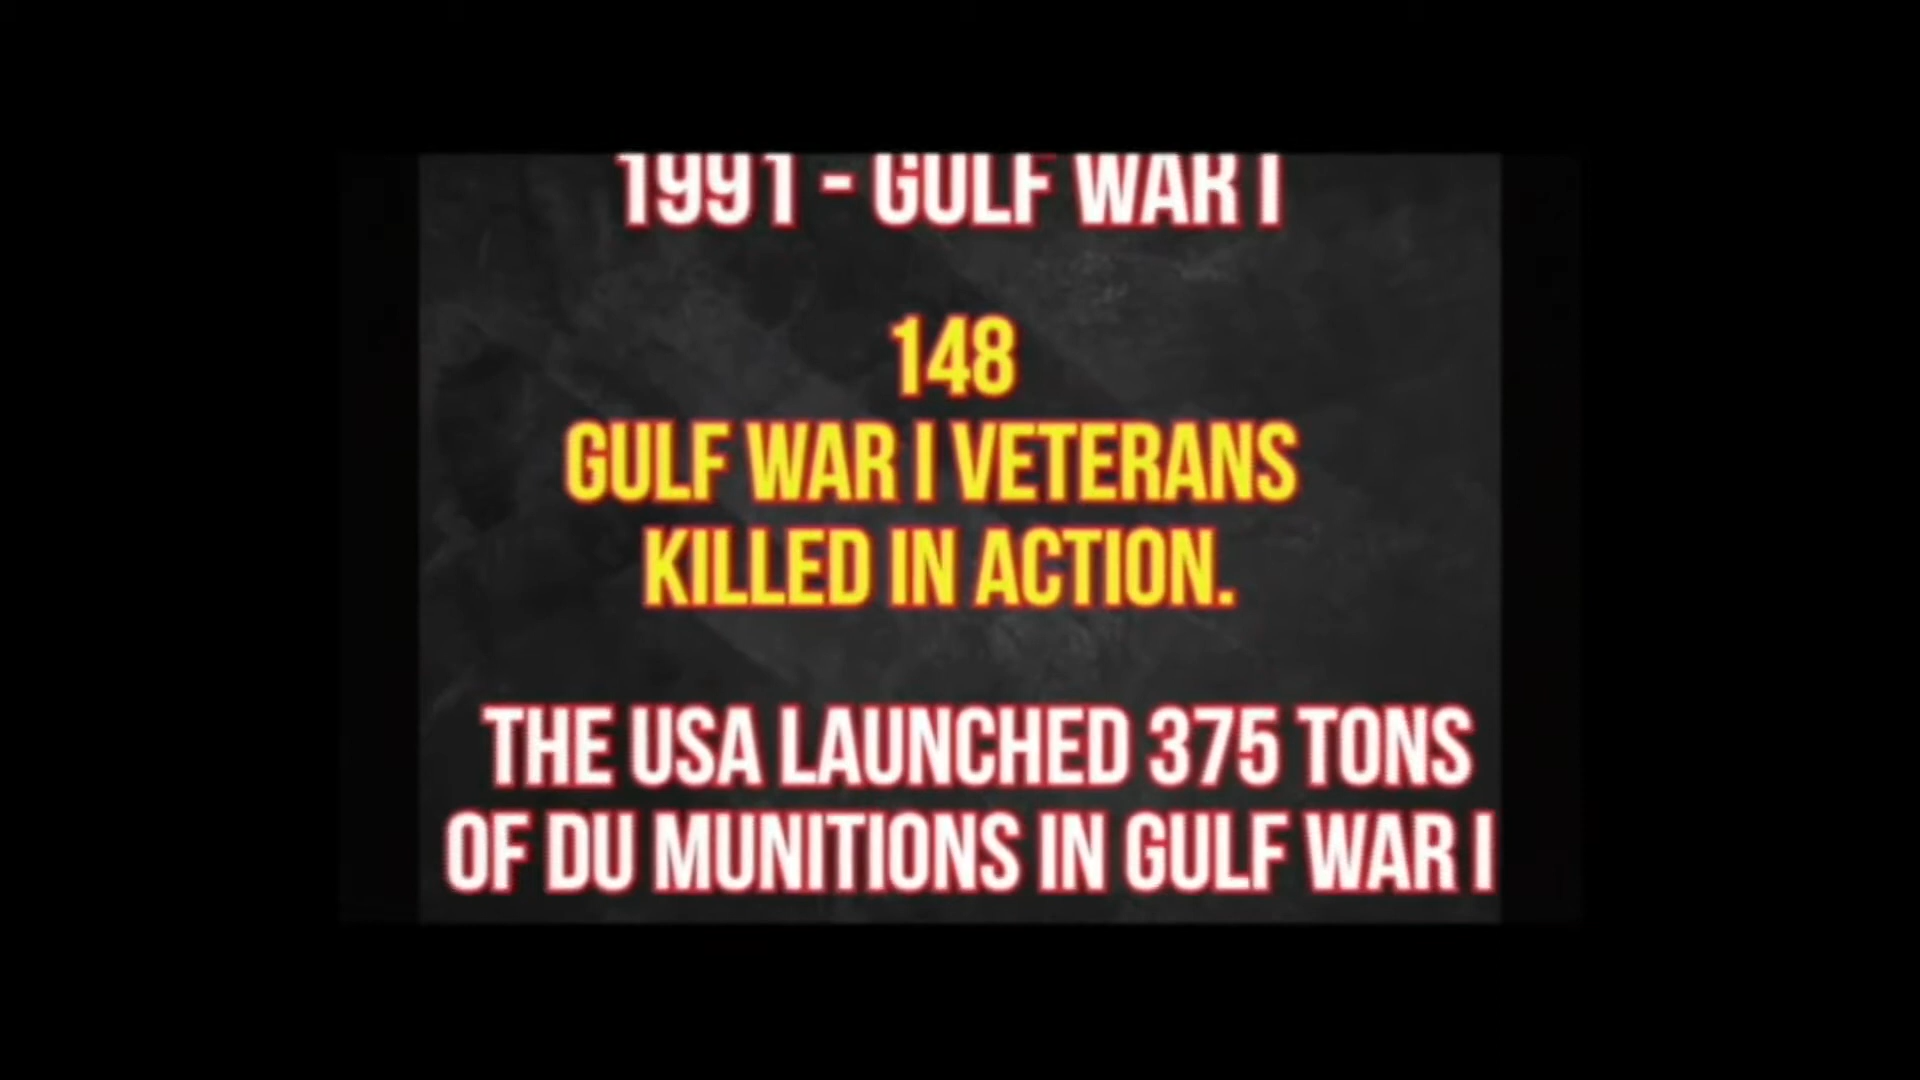 1991 - GULF WAR I
148
GULF WAR I VETERANS
KILLED IN ACTION.
THE USA LAUNCHED 375 TONS
OF DU MUNITIONS IN GULF WAR I